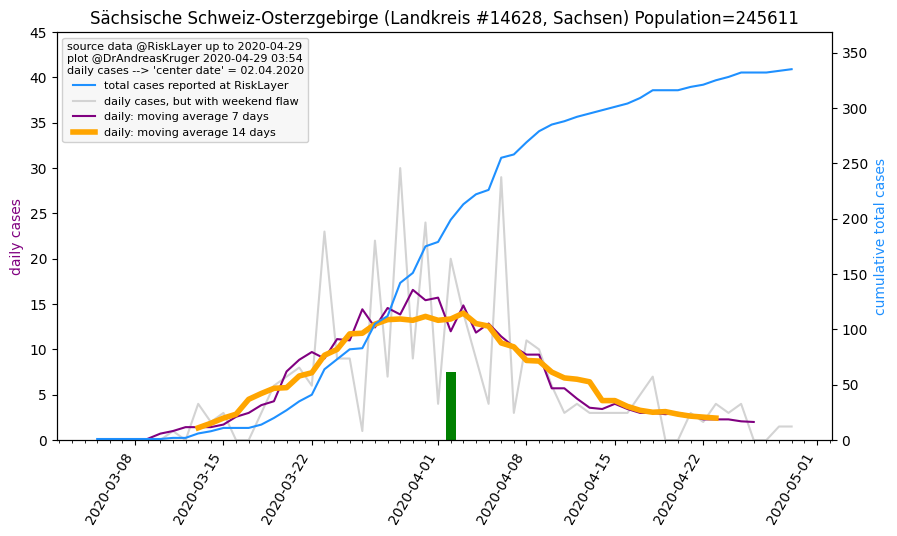 Sächsische Schweiz-Osterzgebirge (Landkreis #14628, Sachsen) Population=245611
source data @RiskLayer up to 2020-04-29
plot @DrAndreasKruger 2020-04-29 03:54
daily cases --> 'center date' = 02.04.2020
total cases reported at RiskLayer
daily cases, but with weekend flaw
daily: moving average 7 days
daily: moving average 14 days
daily cases
45
40
35
30
25
20
15
10
5
0
350
300
250
200
150
100
50
0
cumulative total cases
2020-03-08
2020-03-15
2020-03-22
2020-04-01
2020-04-08
2020-04-15
2020-04-22
2020-05-01